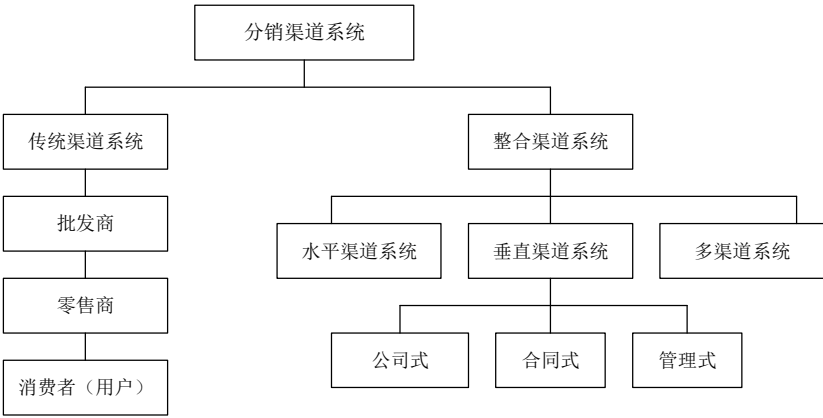 分销渠道系统
传统渠道系统
整合渠道系统
批发商
水平渠道系统
垂直渠道系统
多渠道系统
零售商
公司式
合同式
管理式
消费者（用户）